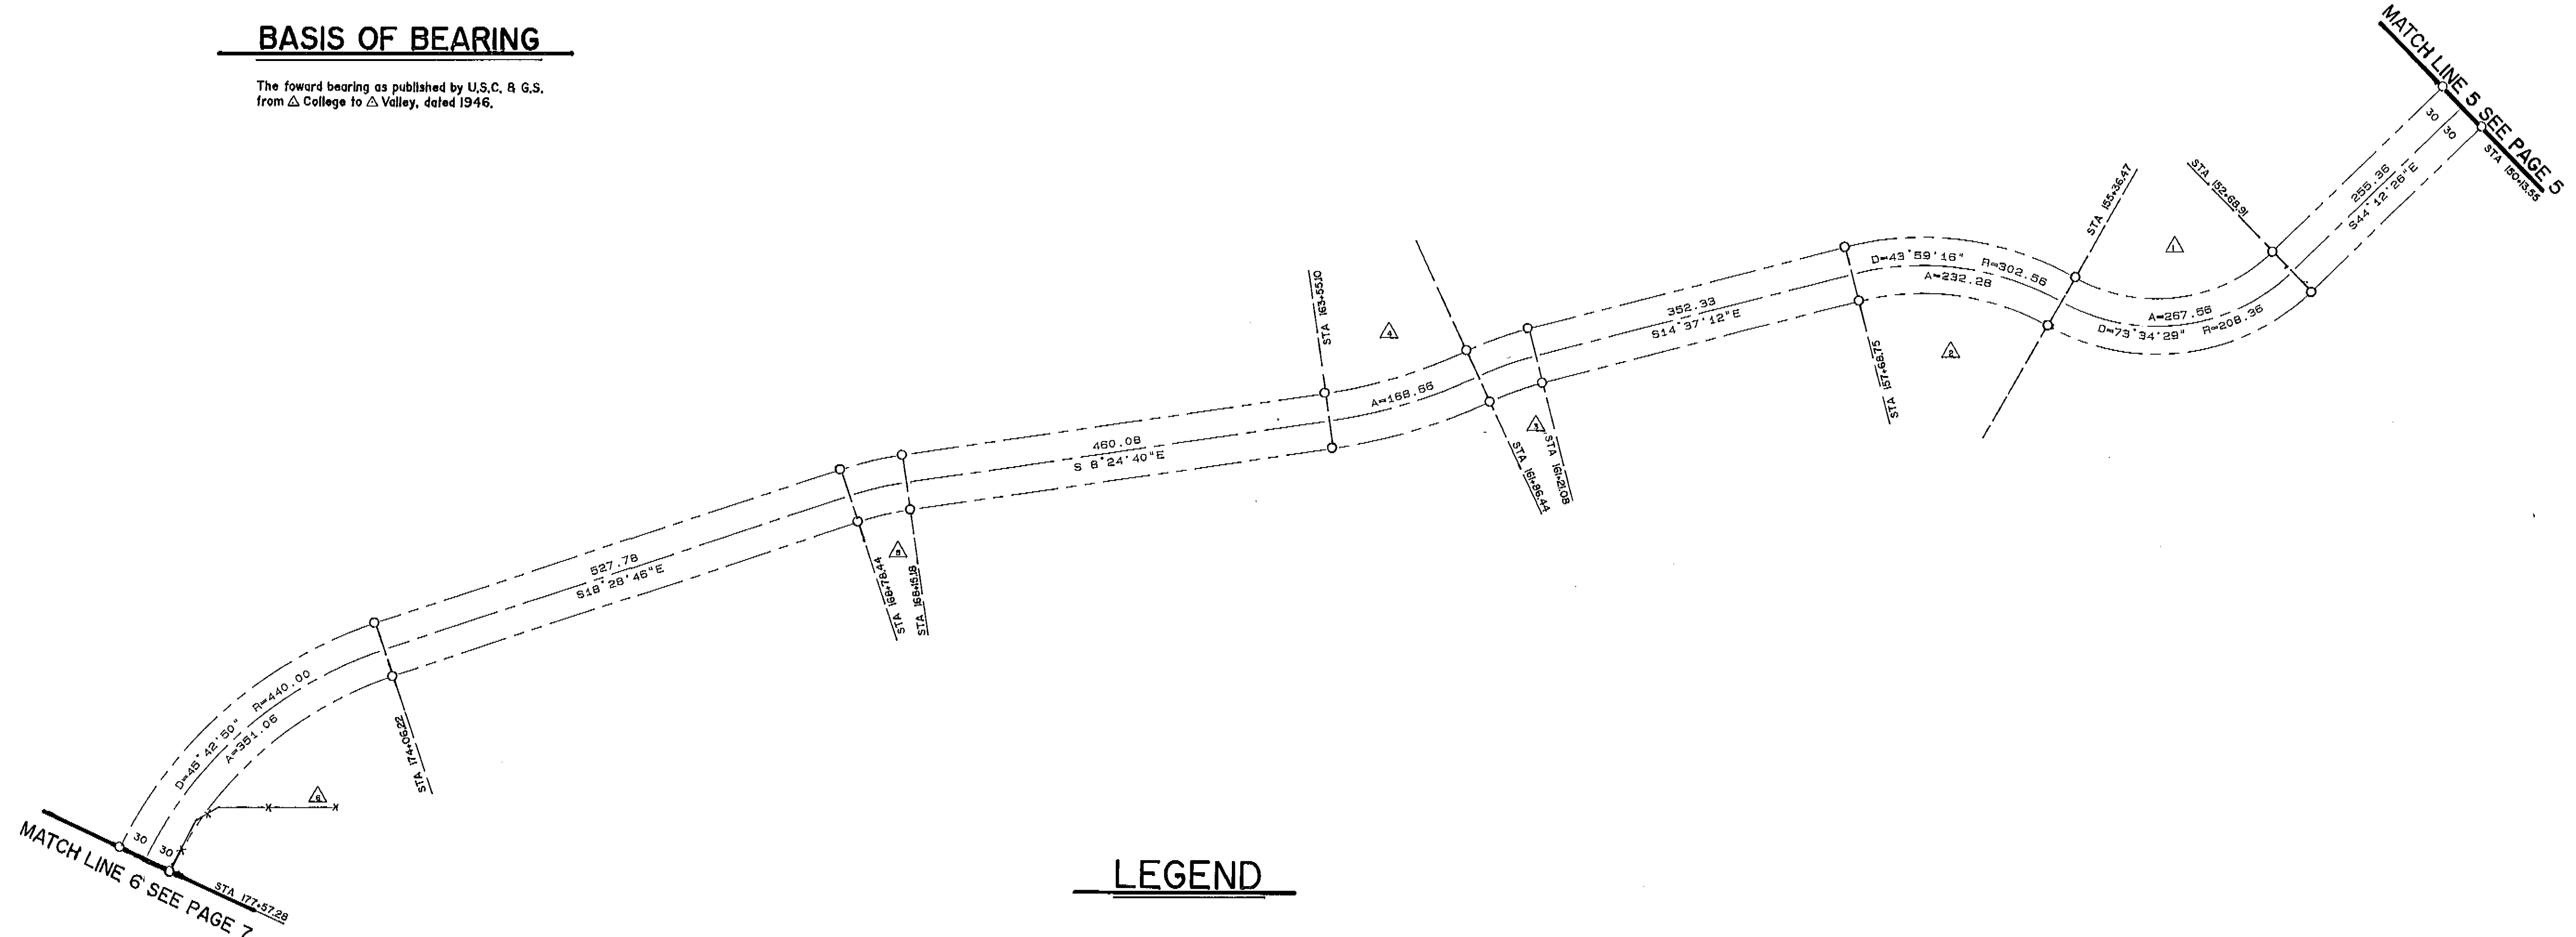 BASIS OF BEARING
The foward bearing as published by U.S.C. & G.S.
from △ College to △ Valley, dated 1946.
MATCH LINE 5 SEE PAGE 5
STA 150+13.55
30
30
255.36
S44°12'26"E
STA 152+68.91
1
A=267.56
D=73°34'29" R=208.36
STA 155+36.47
D=43°59'16" R=302.56
A=232.28
2
STA 157+68.75
352.33
S14°37'12"E
STA 161+21.08
3
STA 161+86.44
4
A=168.66
STA 163+55.10
460.08
S 8°24'40"E
STA 168+15.18
5
STA 168+78.44
527.78
S18°28'46"E
STA 174+06.22
D=45°42'50" R=440.00
A=351.06
6
30
30
STA 177+57.28
MATCH LINE 6 SEE PAGE 7
LEGEND